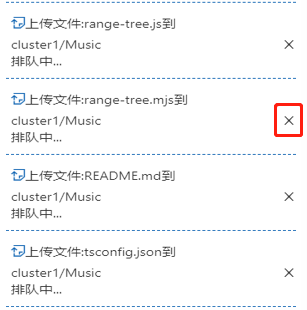 上传文件:range-tree.js到
cluster1/Music
排队中...
上传文件:range-tree.mjs到
cluster1/Music
排队中...
上传文件:README.md到
cluster1/Music
排队中...
上传文件:tsconfig.json到
cluster1/Music
排队中...